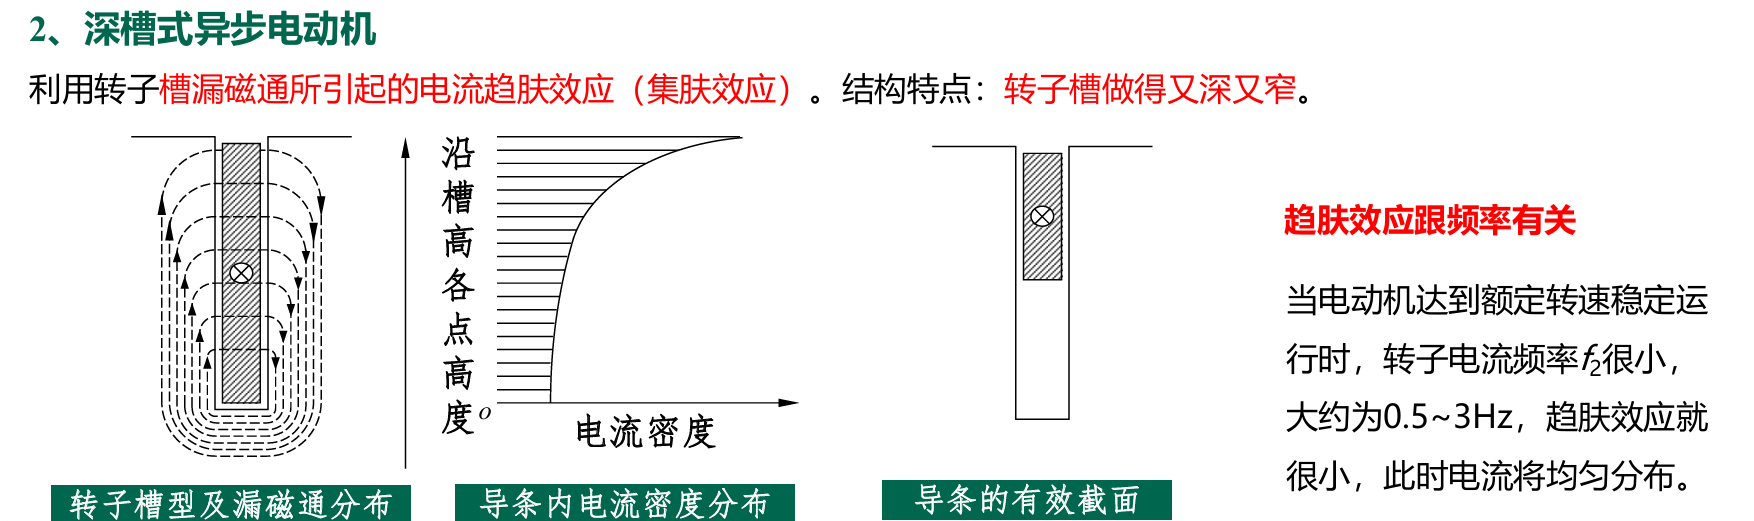 2、深槽式异步电动机
利用转子槽漏磁通所引起的电流趋肤效应（集肤效应）。结构特点：转子槽做得又深又窄。
沿槽高各点高度
o
电流密度
转子槽型及漏磁通分布
导条内电流密度分布
导条的有效截面
趋肤效应跟频率有关
当电动机达到额定转速稳定运
行时，转子电流频率f2很小，
大约为0.5~3Hz，趋肤效应就
很小，此时电流将均匀分布。